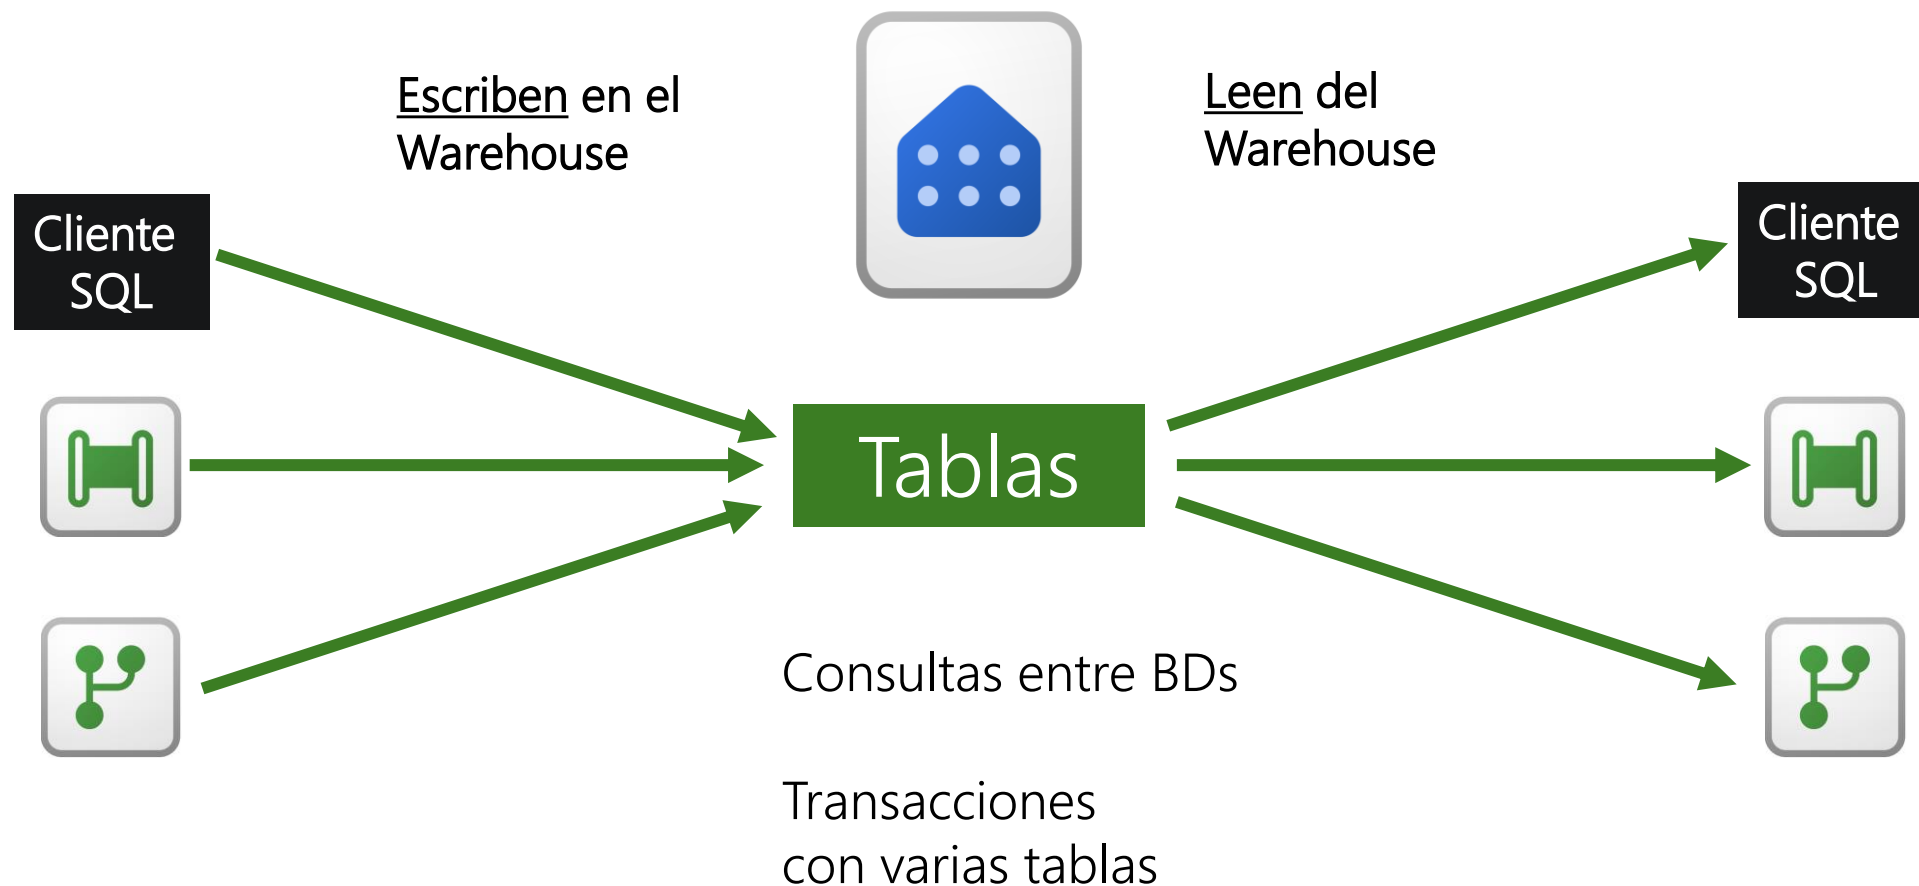 Escriben en el
Warehouse
Leen del
Warehouse
Cliente
SQL
Cliente
SQL
Tablas
Consultas entre BDs
Transacciones
con varias tablas